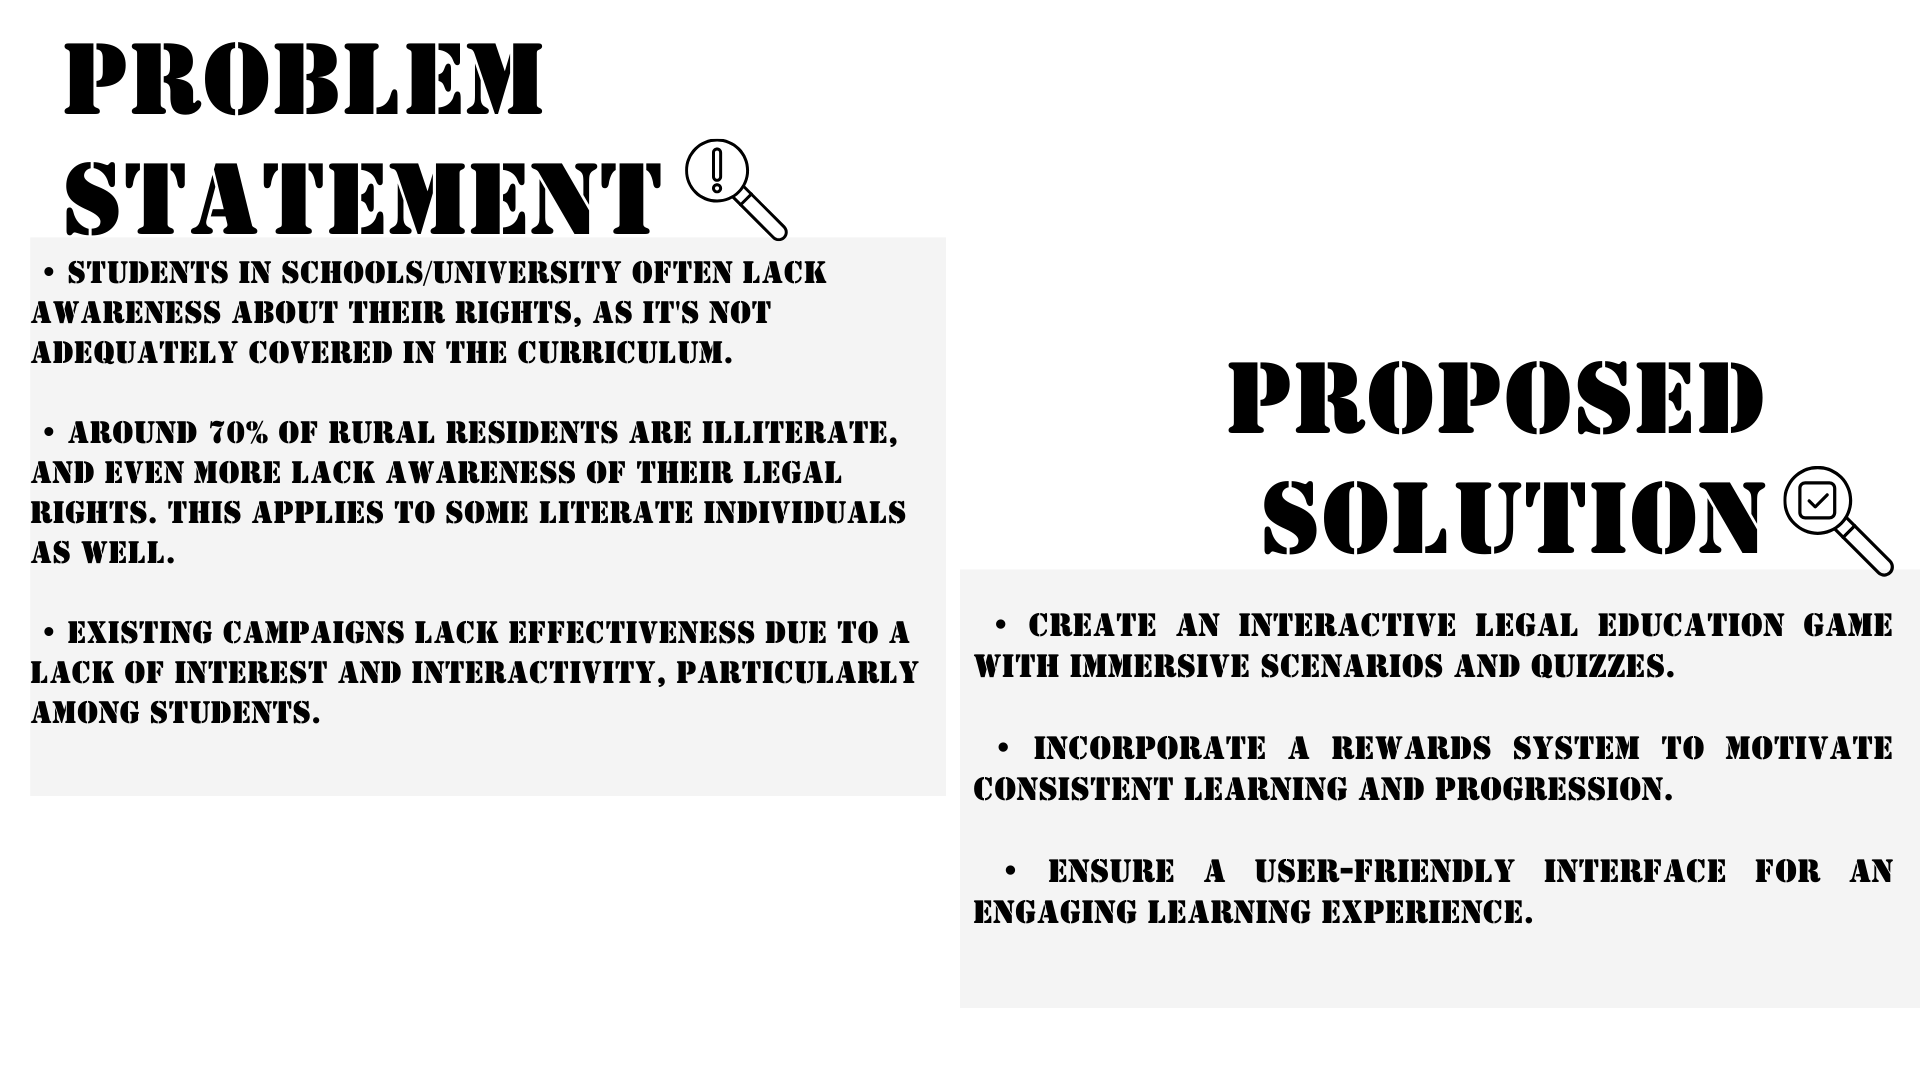 PROBLEM
STATEMENT
• STUDENTS IN SCHOOLS/UNIVERSITY OFTEN LACK
AWARENESS ABOUT THEIR RIGHTS, AS IT'S NOT
ADEQUATELY COVERED IN THE CURRICULUM.
• AROUND 70% OF RURAL RESIDENTS ARE ILLITERATE,
AND EVEN MORE LACK AWARENESS OF THEIR LEGAL
RIGHTS. THIS APPLIES TO SOME LITERATE INDIVIDUALS
AS WELL.
• EXISTING CAMPAIGNS LACK EFFECTIVENESS DUE TO A
LACK OF INTEREST AND INTERACTIVITY, PARTICULARLY
AMONG STUDENTS.
PROPOSED
SOLUTION
• CREATE AN INTERACTIVE LEGAL EDUCATION GAME
WITH IMMERSIVE SCENARIOS AND QUIZZES.
• INCORPORATE A REWARDS SYSTEM TO MOTIVATE
CONSISTENT LEARNING AND PROGRESSION.
• ENSURE A USER-FRIENDLY INTERFACE FOR AN
ENGAGING LEARNING EXPERIENCE.